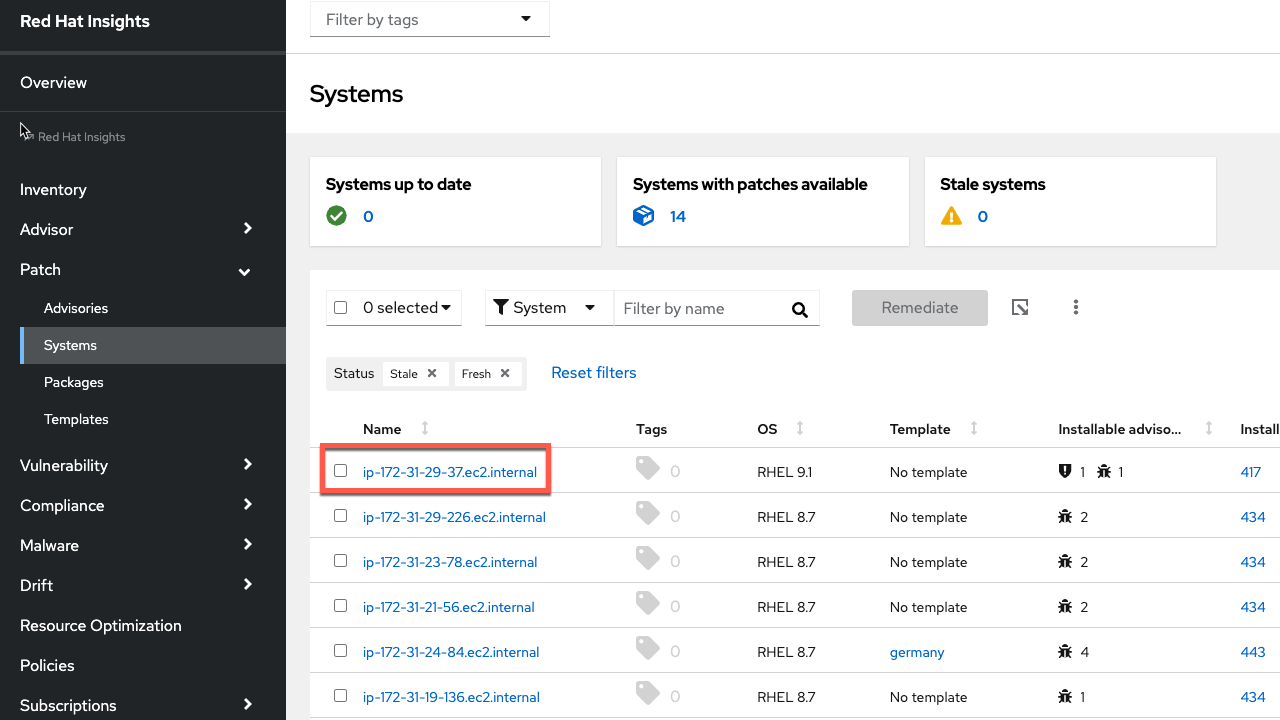 Red Hat Insights
Overview
Red Hat Insights
Inventory
Advisor
Patch
Advisories
Systems
Packages
Templates
Vulnerability
Compliance
Malware
Drift
Resource Optimization
Policies
Subscriptions
Filter by tags
Systems
Systems up to date
0
Systems with patches available
14
Stale systems
0
0 selected System Filter by name Remediate
Status Stale Fresh Reset filters
Name Tags OS Template Installable adviso... Install
ip-172-31-29-37.ec2.internal 0 RHEL 9.1 No template 1 1 417
ip-172-31-29-226.ec2.internal 0 RHEL 8.7 No template 2 434
ip-172-31-23-78.ec2.internal 0 RHEL 8.7 No template 2 434
ip-172-31-21-56.ec2.internal 0 RHEL 8.7 No template 2 434
ip-172-31-24-84.ec2.internal 0 RHEL 8.7 germany 4 443
ip-172-31-19-136.ec2.internal 0 RHEL 8.7 No template 1 434